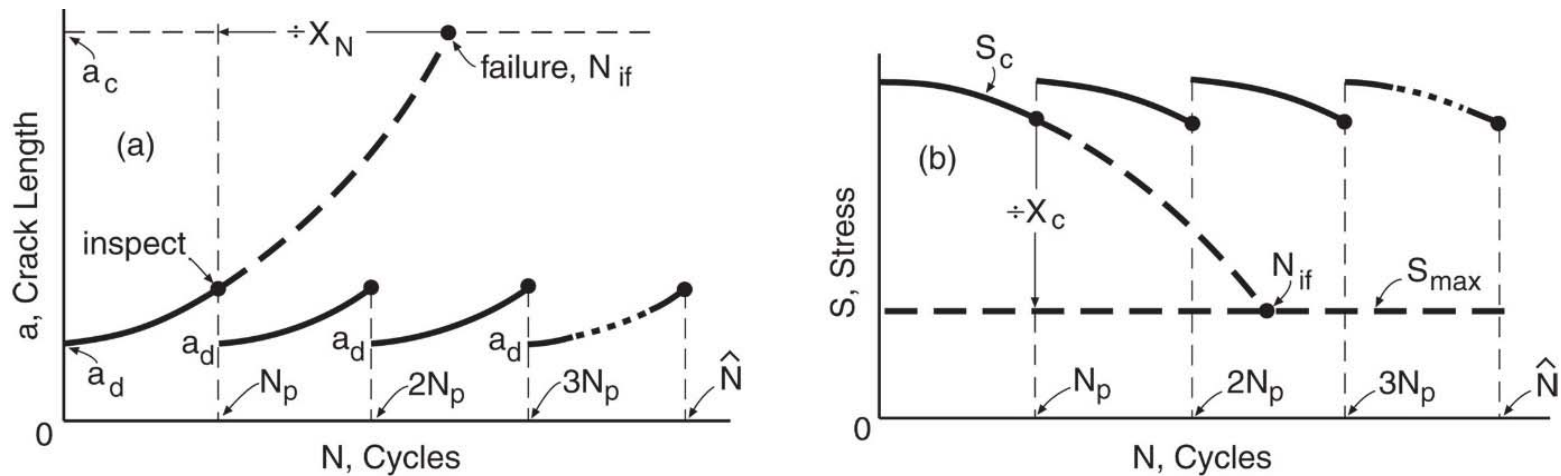 ÷X_N
a_c
failure, N_if
(a)
a, Crack Length
inspect
a_d
a_d
a_d
a_d
N_p
2N_p
3N_p
N̂
0
N, Cycles
S_c
(b)
S, Stress
÷X_c
N_if
S_max
N_p
2N_p
3N_p
N̂
0
N, Cycles